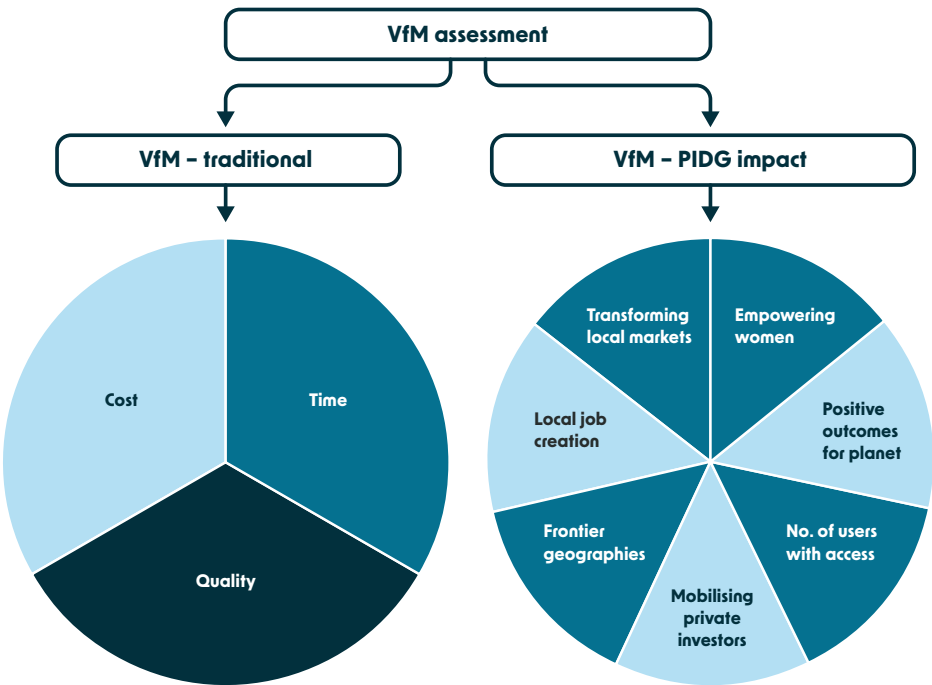 VfM assessment
VfM – traditional
VfM – PIDG impact
Cost
Time
Quality
Transforming
local markets
Empowering
women
Local job
creation
Positive
outcomes
for planet
Frontier
geographies
No. of users
with access
Mobilising
private
investors